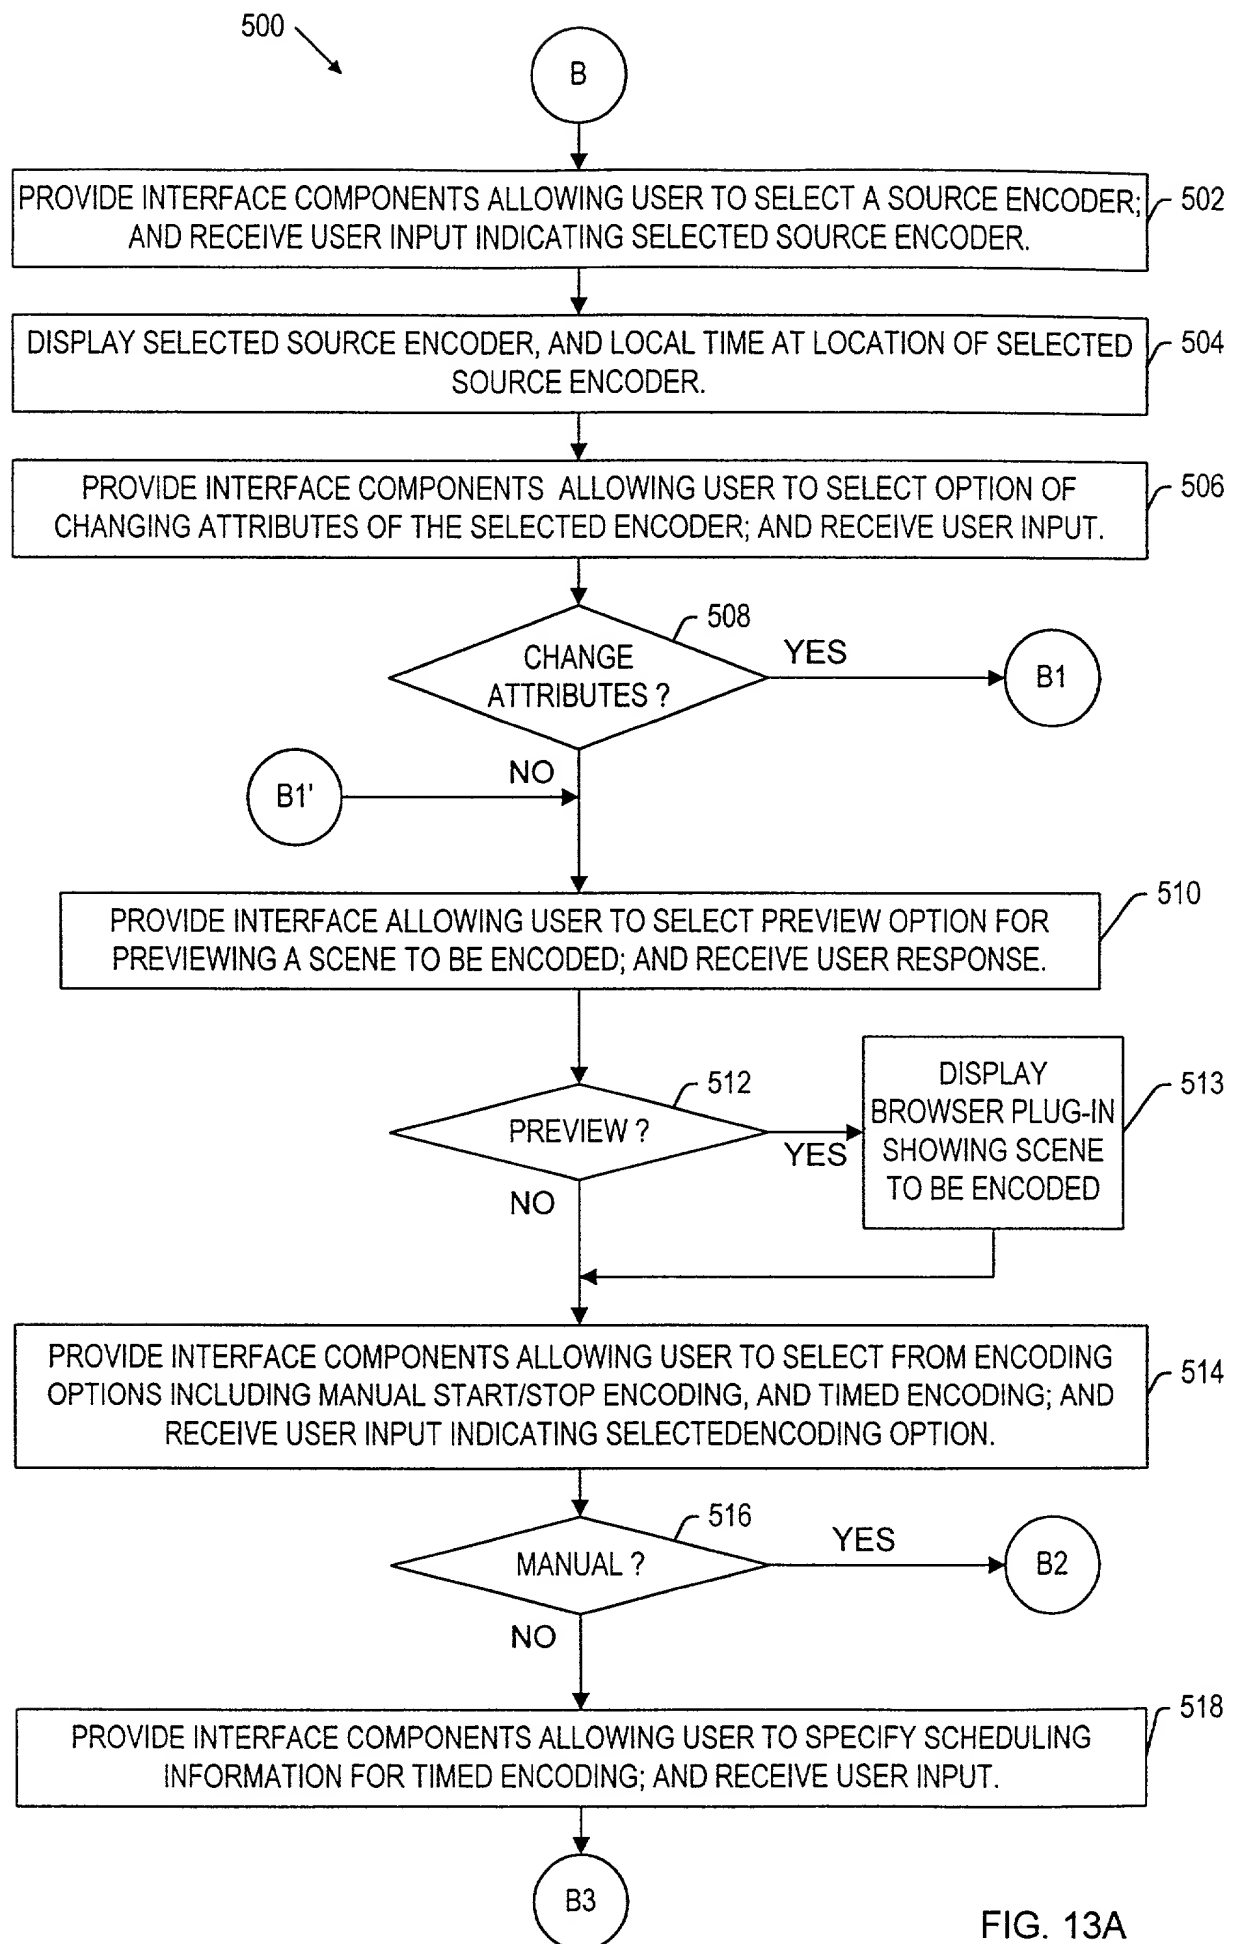 500
B
PROVIDE INTERFACE COMPONENTS ALLOWING USER TO SELECT A SOURCE ENCODER;
AND RECEIVE USER INPUT INDICATING SELECTED SOURCE ENCODER.
502
DISPLAY SELECTED SOURCE ENCODER, AND LOCAL TIME AT LOCATION OF SELECTED
SOURCE ENCODER.
504
PROVIDE INTERFACE COMPONENTS ALLOWING USER TO SELECT OPTION OF
CHANGING ATTRIBUTES OF THE SELECTED ENCODER; AND RECEIVE USER INPUT.
506
508
CHANGE
ATTRIBUTES ?
YES
B1
NO
B1'
PROVIDE INTERFACE ALLOWING USER TO SELECT PREVIEW OPTION FOR
PREVIEWING A SCENE TO BE ENCODED; AND RECEIVE USER RESPONSE.
510
512
PREVIEW ?
YES
DISPLAY
BROWSER PLUG-IN
SHOWING SCENE
TO BE ENCODED
513
NO
PROVIDE INTERFACE COMPONENTS ALLOWING USER TO SELECT FROM ENCODING
OPTIONS INCLUDING MANUAL START/STOP ENCODING, AND TIMED ENCODING; AND
RECEIVE USER INPUT INDICATING SELECTEDENCODING OPTION.
514
516
MANUAL ?
YES
B2
NO
PROVIDE INTERFACE COMPONENTS ALLOWING USER TO SPECIFY SCHEDULING
INFORMATION FOR TIMED ENCODING; AND RECEIVE USER INPUT.
518
B3
FIG. 13A